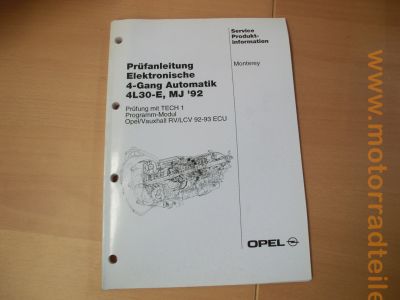 Service
Produkt-
information
Prüfanleitung
Elektronische
4-Gang Automatik
4L30-E, MJ '92
Monterey
Prüfung mit TECH 1
Programm-Modul
Opel/Vauxhall RV/LCV 92-93 ECU
OPEL
www.motorradteile